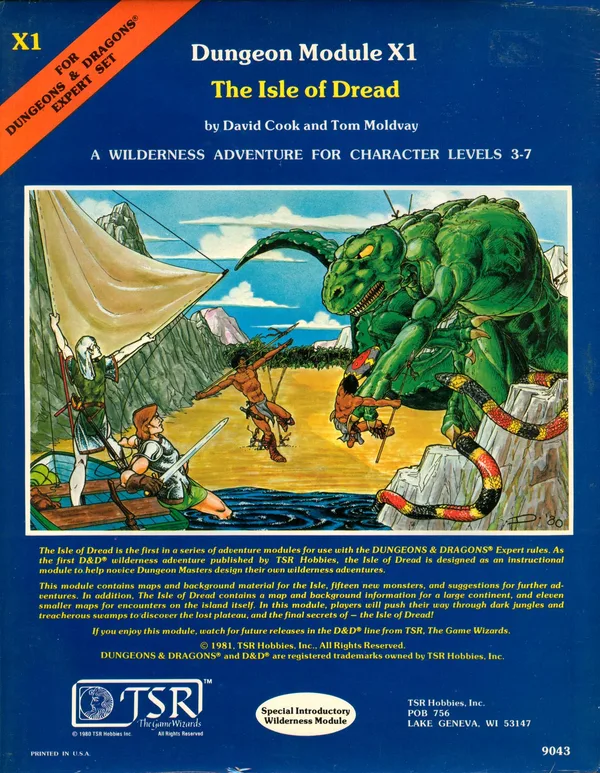 X1
FOR
DUNGEONS & DRAGONS®
EXPERT SET
Dungeon Module X1
The Isle of Dread
by David Cook and Tom Moldvay
A WILDERNESS ADVENTURE FOR CHARACTER LEVELS 3-7
D. '80
The Isle of Dread is the first in a series of adventure modules for use with the DUNGEONS & DRAGONS® Expert rules. As
the first D&D® wilderness adventure published by TSR Hobbies, the Isle of Dread is designed as an instructional
module to help novice Dungeon Masters design their own wilderness adventures.
This module contains maps and background material for the Isle, fifteen new monsters, and suggestions for further ad-
ventures. In addition, The Isle of Dread contains a map and background information for a large continent, and eleven
smaller maps for encounters on the island itself. In this module, players will push their way through dark jungles and
treacherous swamps to discover the lost plateau, and the final secrets of — the Isle of Dread!
If you enjoy this module, watch for future releases in the D&D® line from TSR, The Game Wizards.
© 1981, TSR Hobbies, Inc., All Rights Reserved.
DUNGEONS & DRAGONS® and D&D® are registered trademarks owned by TSR Hobbies, Inc.
TSR™
The Game Wizards
© 1980 TSR Hobbies Inc. All Rights Reserved
Special Introductory
Wilderness Module
TSR Hobbies, Inc.
POB 756
LAKE GENEVA, WI 53147
PRINTED IN U.S.A.
9043